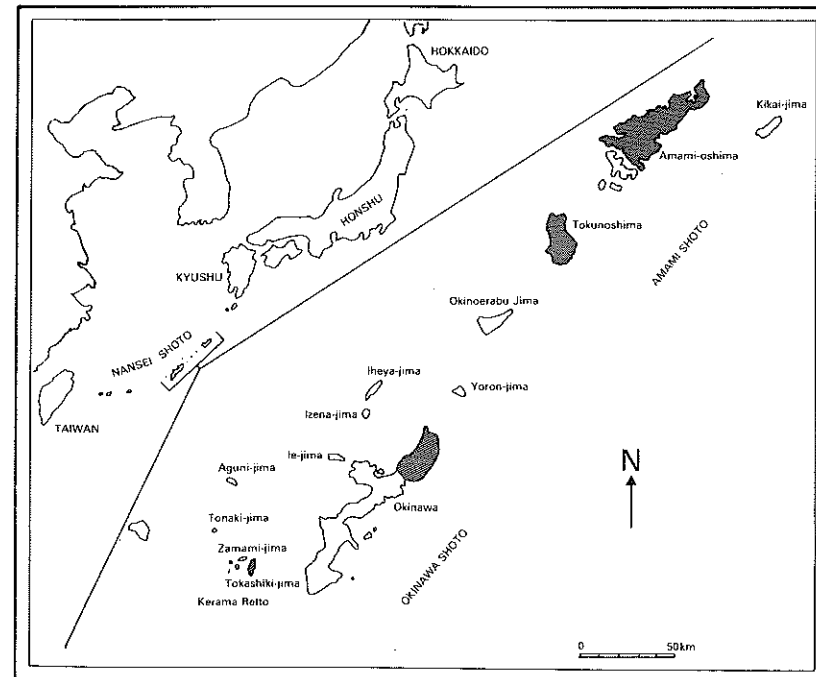 HOKKAIDO
HONSHU
KYUSHU
NANSEI SHOTO
TAIWAN
Kikai-jima
Amami-oshima
Tokunoshima
AMAMI SHOTO
Okinoerabu Jima
Iheya-jima
Yoron-jima
Izena-jima
Ie-jima
Aguni-jima
Okinawa
Tonaki-jima
Zamami-jima
Tokashiki-jima
Kerama Rotto
OKINAWA SHOTO
N
0 50km